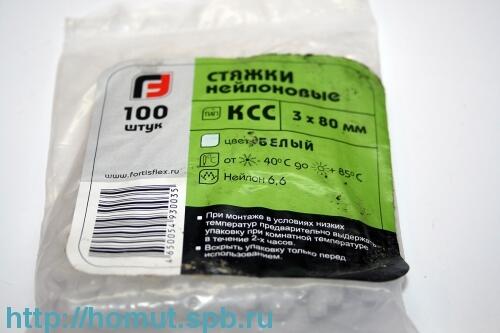 СТЯЖКИ
НЕЙЛОНОВЫЕ
100
штук
тип КСС 3 х 80 мм
цвет БЕЛЫЙ
от - 40°С до + 85°С
Нейлон 6,6
www.fortisflex.ru
4650054930035
При монтаже в условиях низких
температур предварительно выдержать
упаковку при комнатной температуре
в течение 2-х часов.
Вскрыть упаковку только перед
использованием.
http://homut.spb.ru